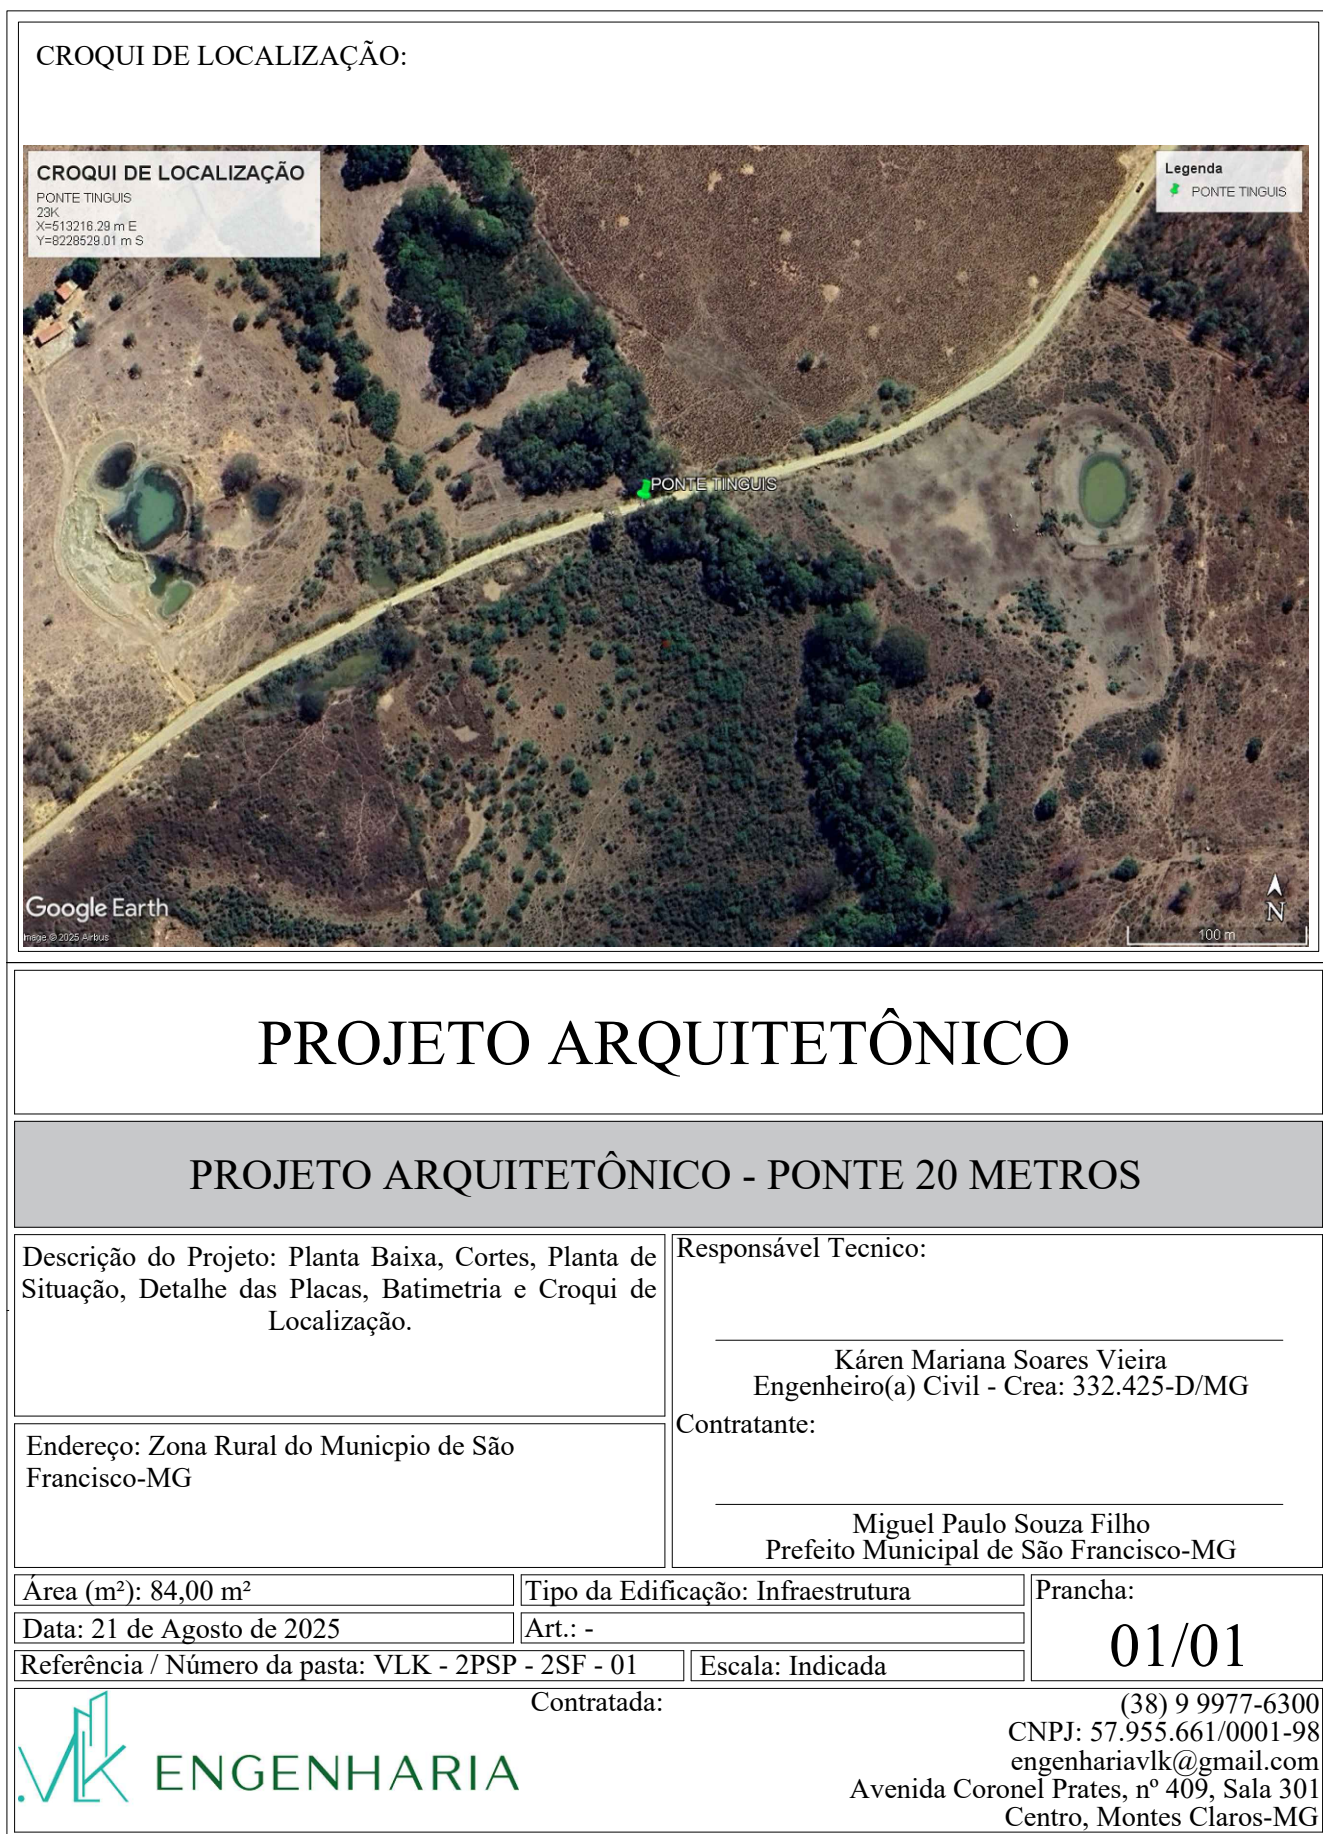 CROQUI DE LOCALIZAÇÃO:
CROQUI DE LOCALIZAÇÃO
PONTE TINGUIS
23K
X=513216.29 m E
Y=8228529.01 m S
Legenda
PONTE TINGUIS
PONTE TINGUIS
Google Earth
Image © 2025 Airbus
N
100 m
PROJETO ARQUITETÔNICO
PROJETO ARQUITETÔNICO - PONTE 20 METROS
Descrição do Projeto: Planta Baixa, Cortes, Planta de
Situação, Detalhe das Placas, Batimetria e Croqui de
Localização.
Responsável Tecnico:
Káren Mariana Soares Vieira
Engenheiro(a) Civil - Crea: 332.425-D/MG
Endereço: Zona Rural do Municpio de São
Francisco-MG
Contratante:
Miguel Paulo Souza Filho
Prefeito Municipal de São Francisco-MG
Área (m²): 84,00 m²
Tipo da Edificação: Infraestrutura
Prancha:
01/01
Data: 21 de Agosto de 2025
Art.: -
Referência / Número da pasta: VLK - 2PSP - 2SF - 01
Escala: Indicada
Contratada:
VLK ENGENHARIA
(38) 9 9977-6300
CNPJ: 57.955.661/0001-98
engenhariavlk@gmail.com
Avenida Coronel Prates, nº 409, Sala 301
Centro, Montes Claros-MG